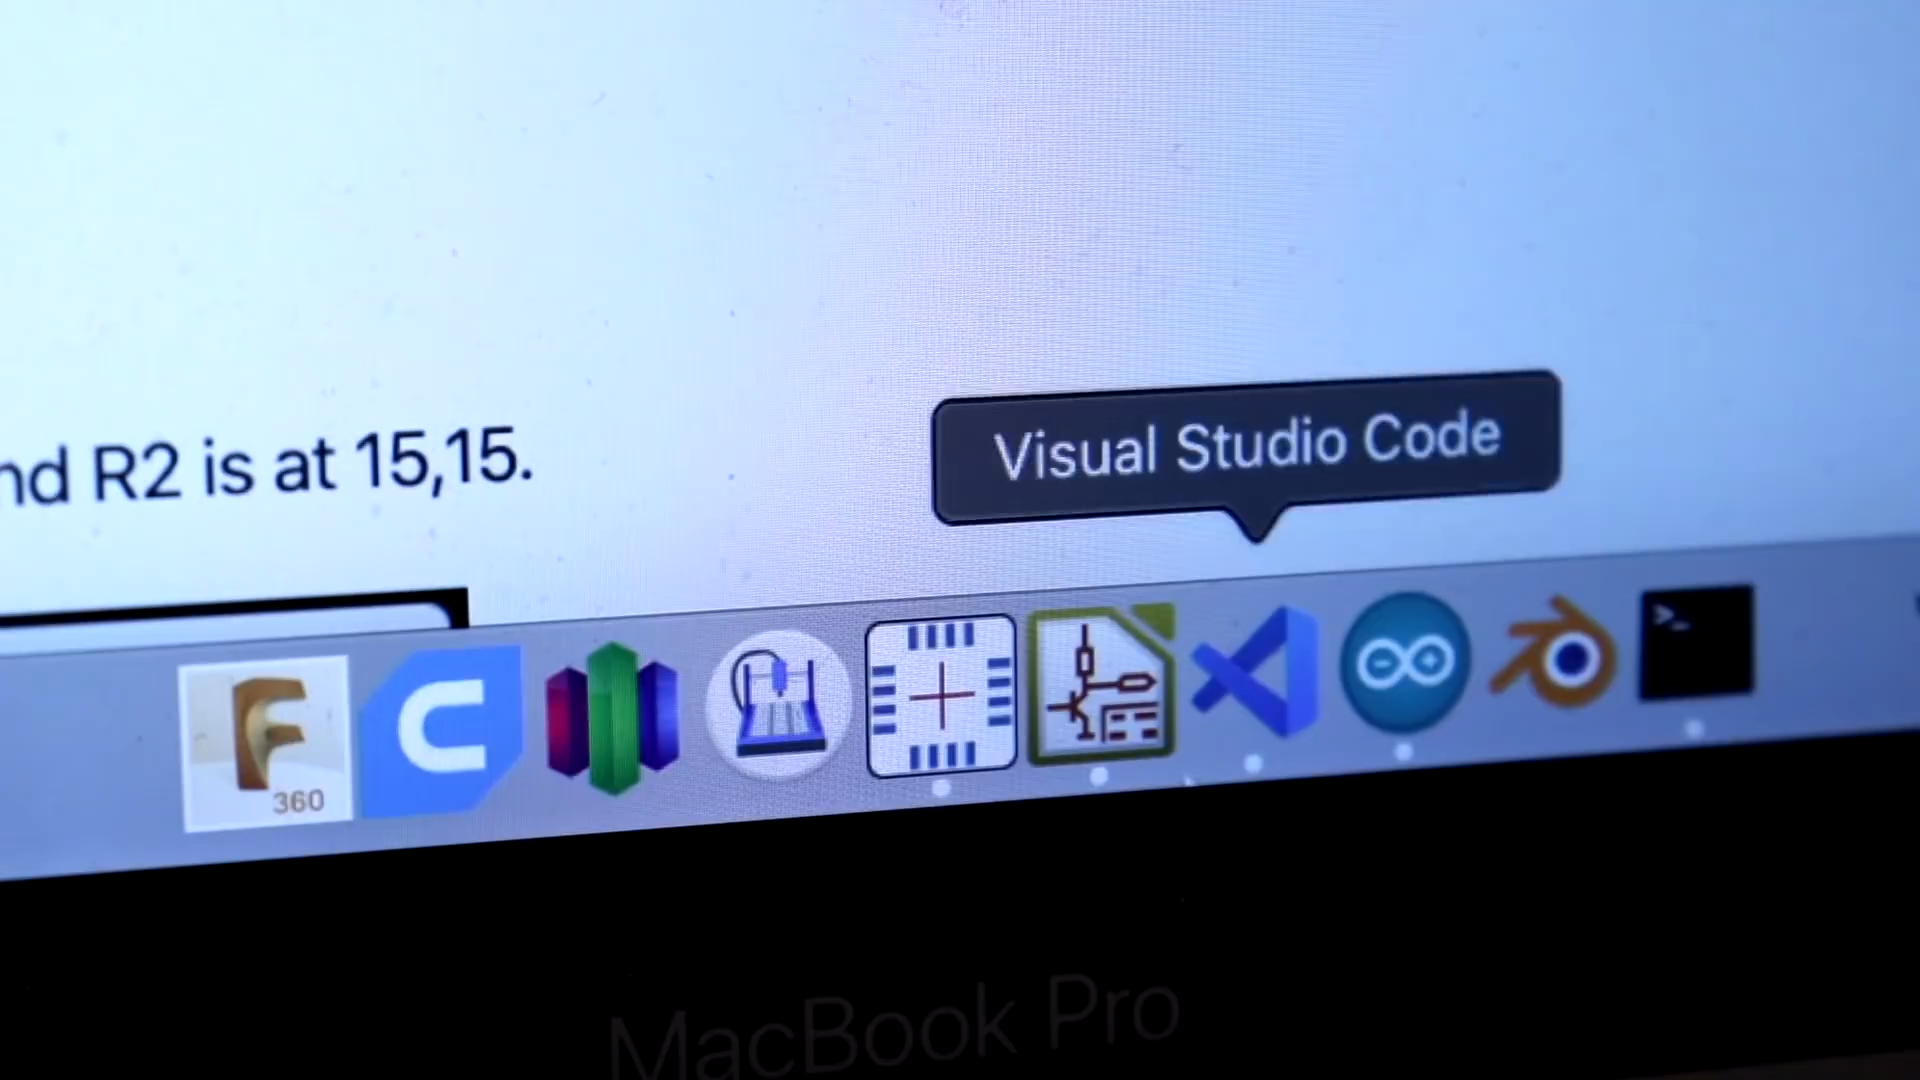 nd R2 is at 15,15.
Visual Studio Code
360
>_
MacBook Pro